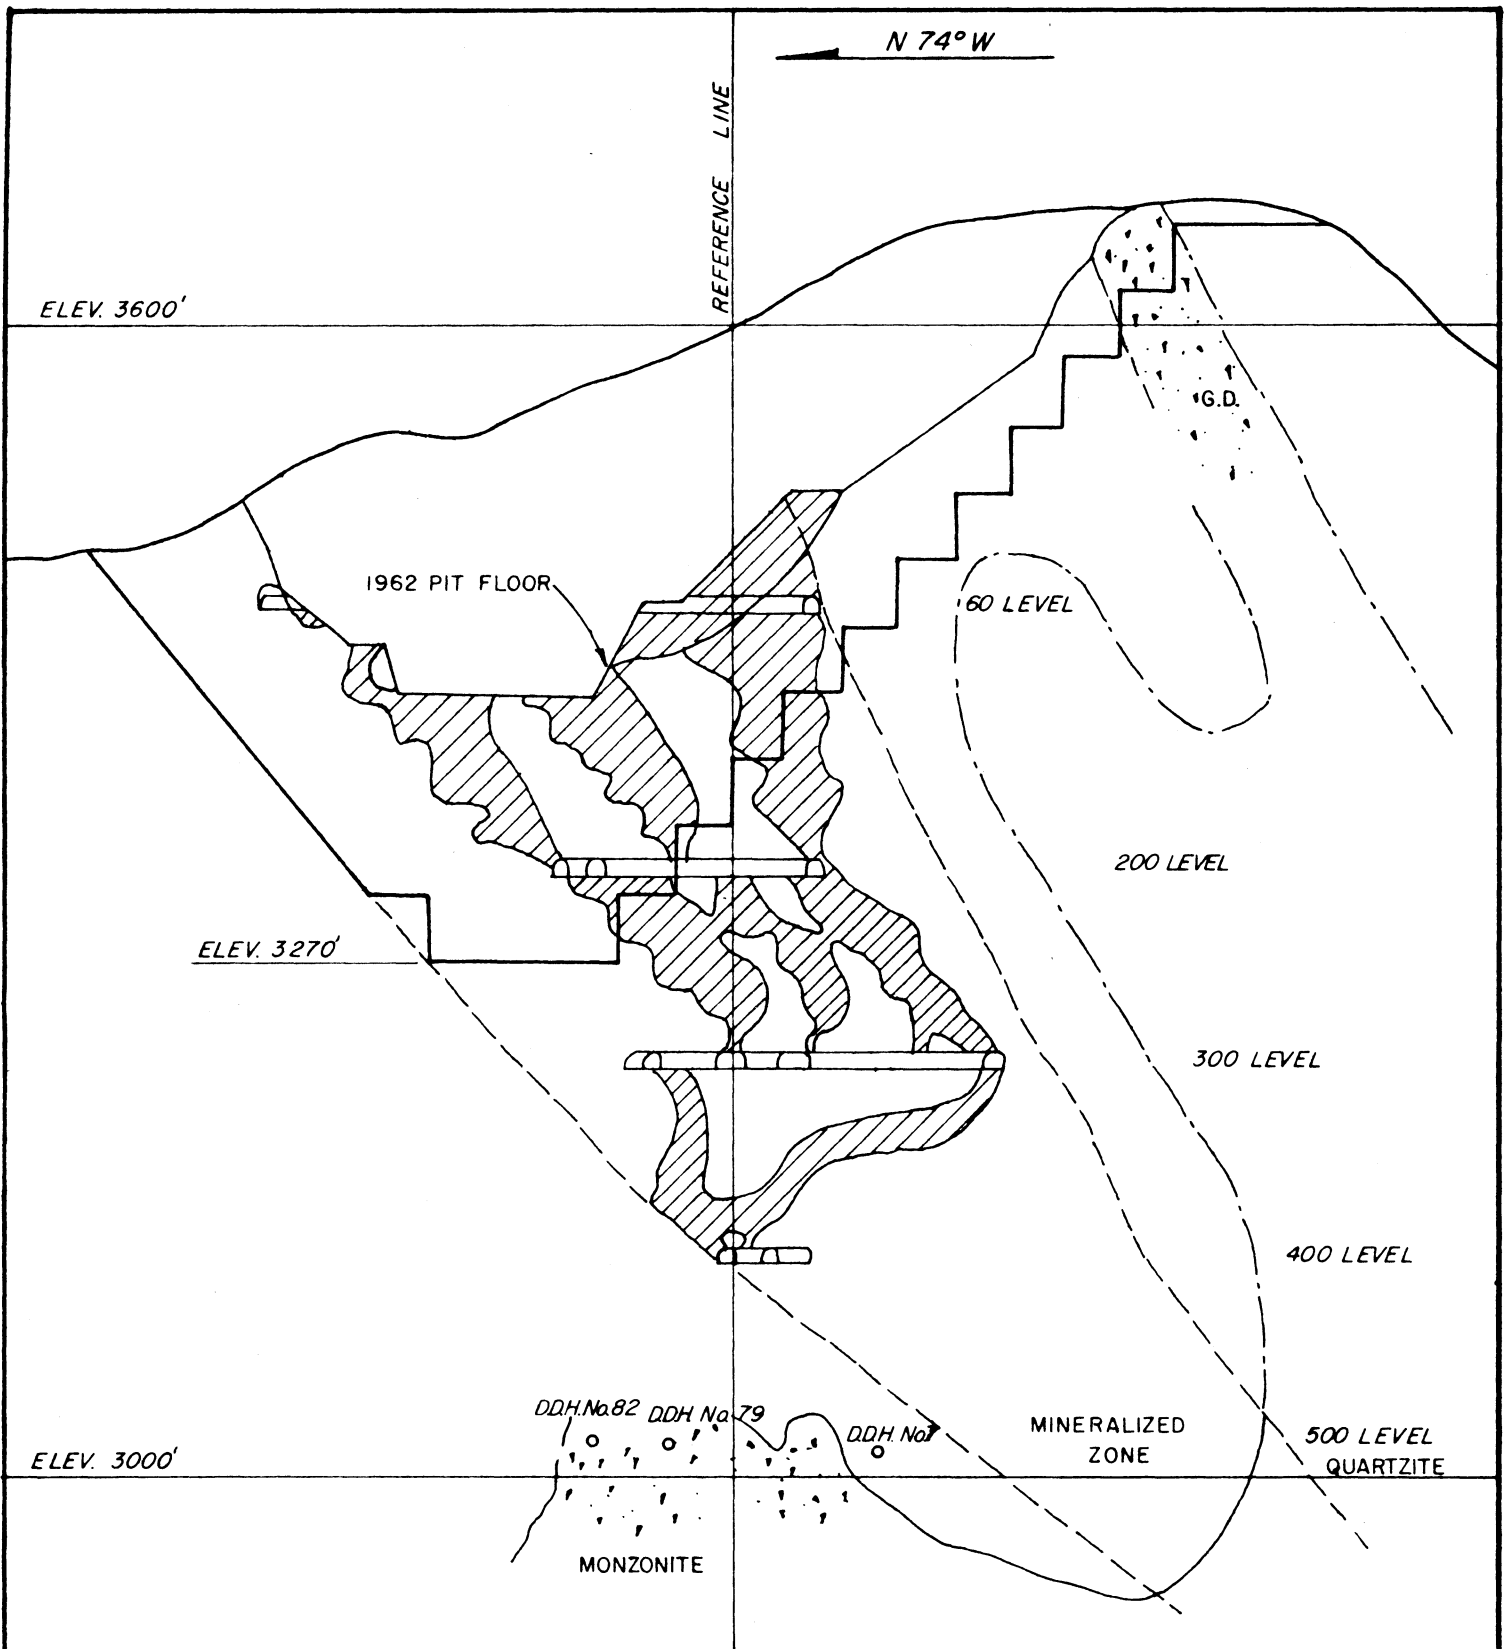 N 74° W
REFERENCE LINE
ELEV. 3600'
G.D.
1962 PIT FLOOR
60 LEVEL
200 LEVEL
ELEV. 3270'
300 LEVEL
400 LEVEL
D.D.H. No. 82
D.D.H. No. 79
D.D.H. No.
MINERALIZED
ZONE
500 LEVEL
QUARTZITE
ELEV. 3000'
MONZONITE